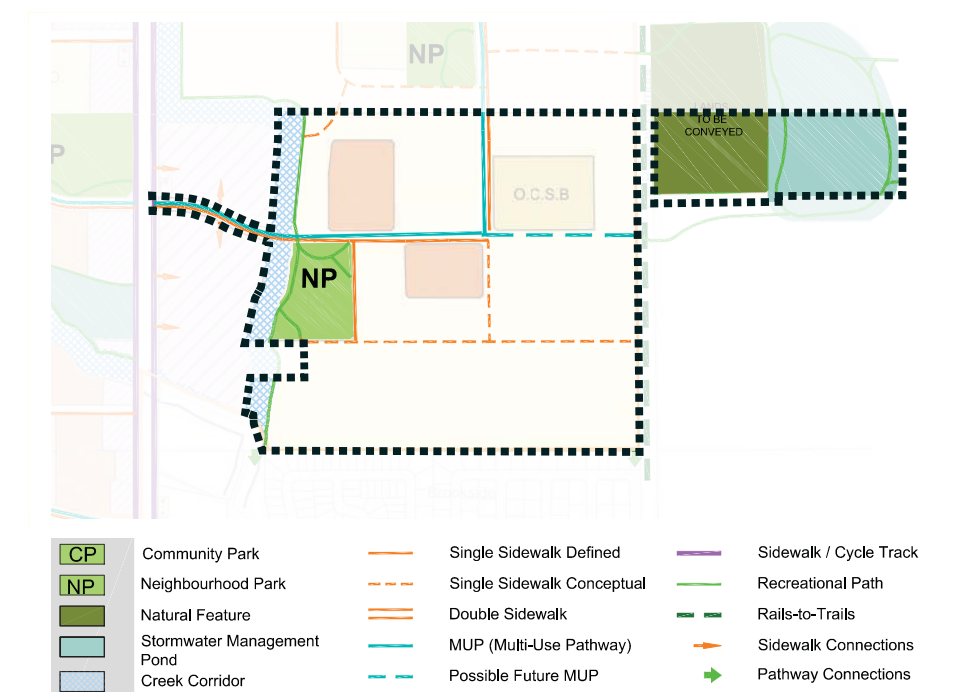 NP
LANDS
TO BE
CONVEYED
P
O.C.S.B
NP
CP
Community Park
NP
Neighbourhood Park
Natural Feature
Stormwater Management
Pond
Creek Corridor
Single Sidewalk Defined
Single Sidewalk Conceptual
Double Sidewalk
MUP (Multi-Use Pathway)
Possible Future MUP
Sidewalk / Cycle Track
Recreational Path
Rails-to-Trails
Sidewalk Connections
Pathway Connections